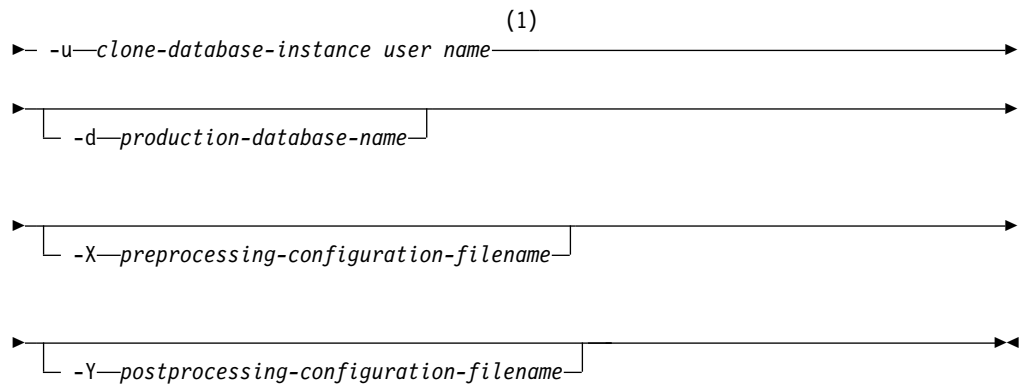 (1)
-u clone-database-instance user name
-d production-database-name
-X preprocessing-configuration-filename
-Y postprocessing-configuration-filename